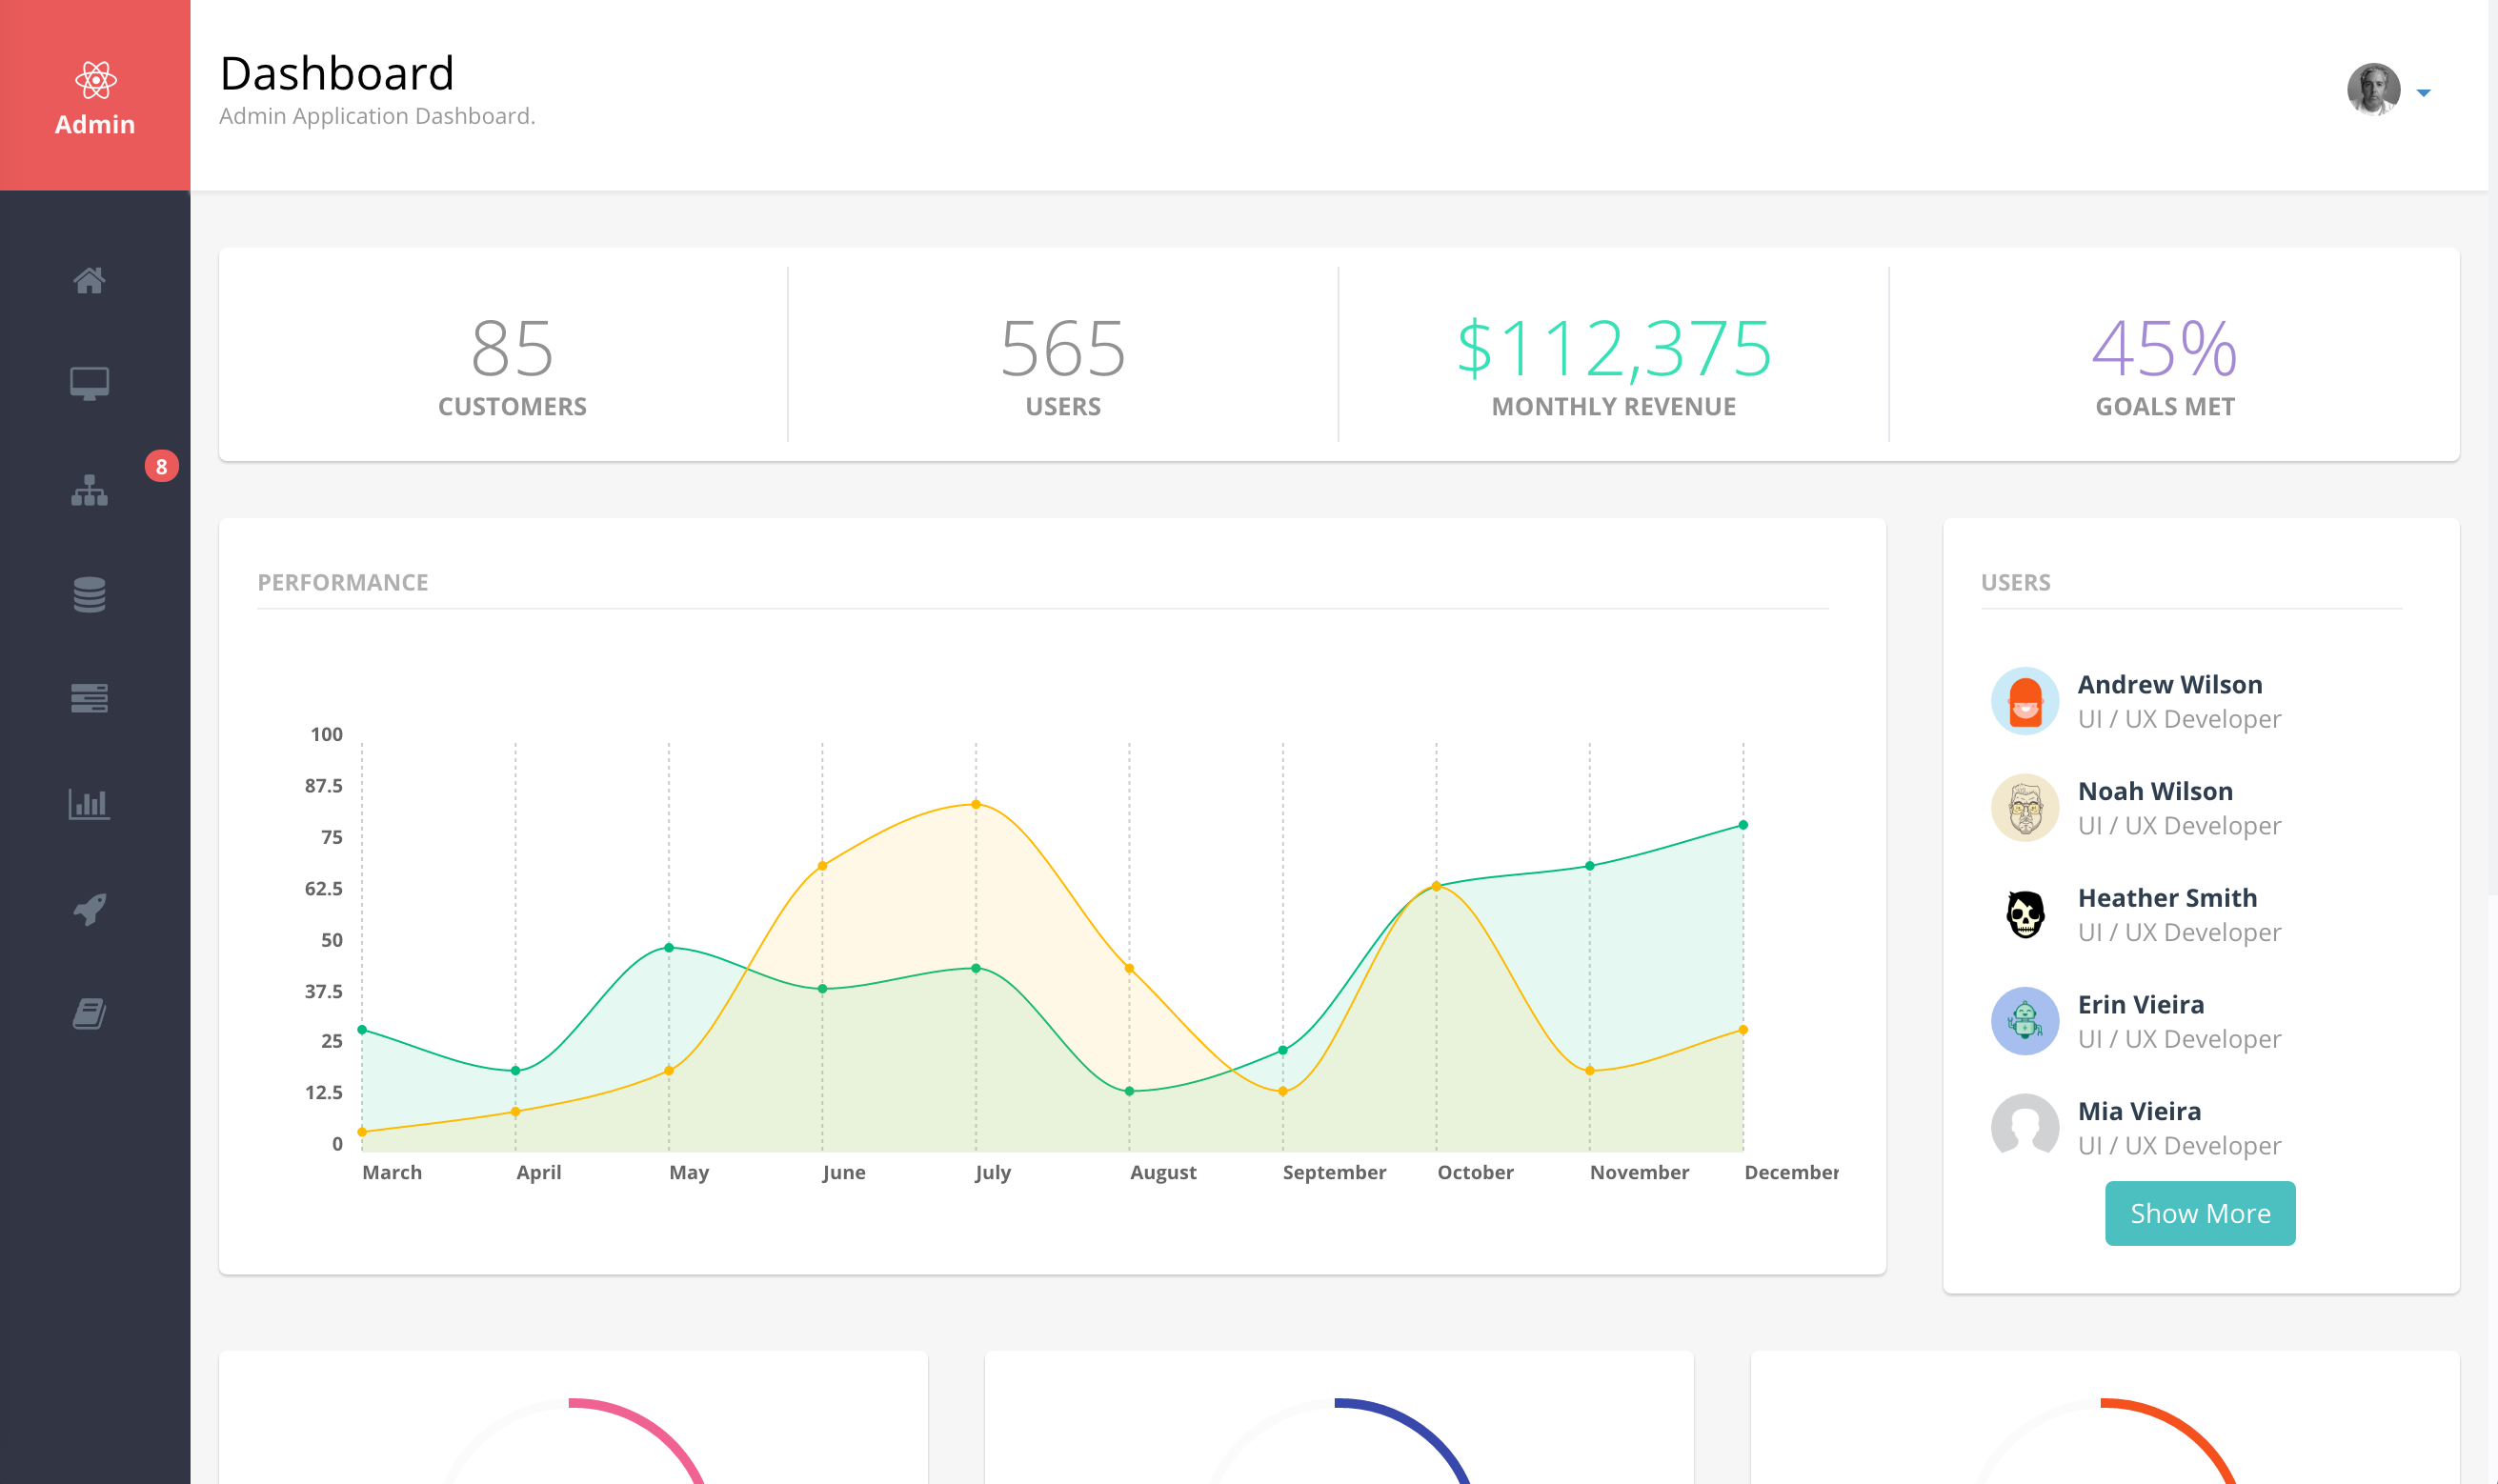 Admin
Dashboard
Admin Application Dashboard.
8
85
CUSTOMERS
565
USERS
$112,375
MONTHLY REVENUE
45%
GOALS MET
PERFORMANCE
100
87.5
75
62.5
50
37.5
25
12.5
0
March April May June July August September October November December
USERS
Andrew Wilson
UI / UX Developer
Noah Wilson
UI / UX Developer
Heather Smith
UI / UX Developer
Erin Vieira
UI / UX Developer
Mia Vieira
UI / UX Developer
Show More